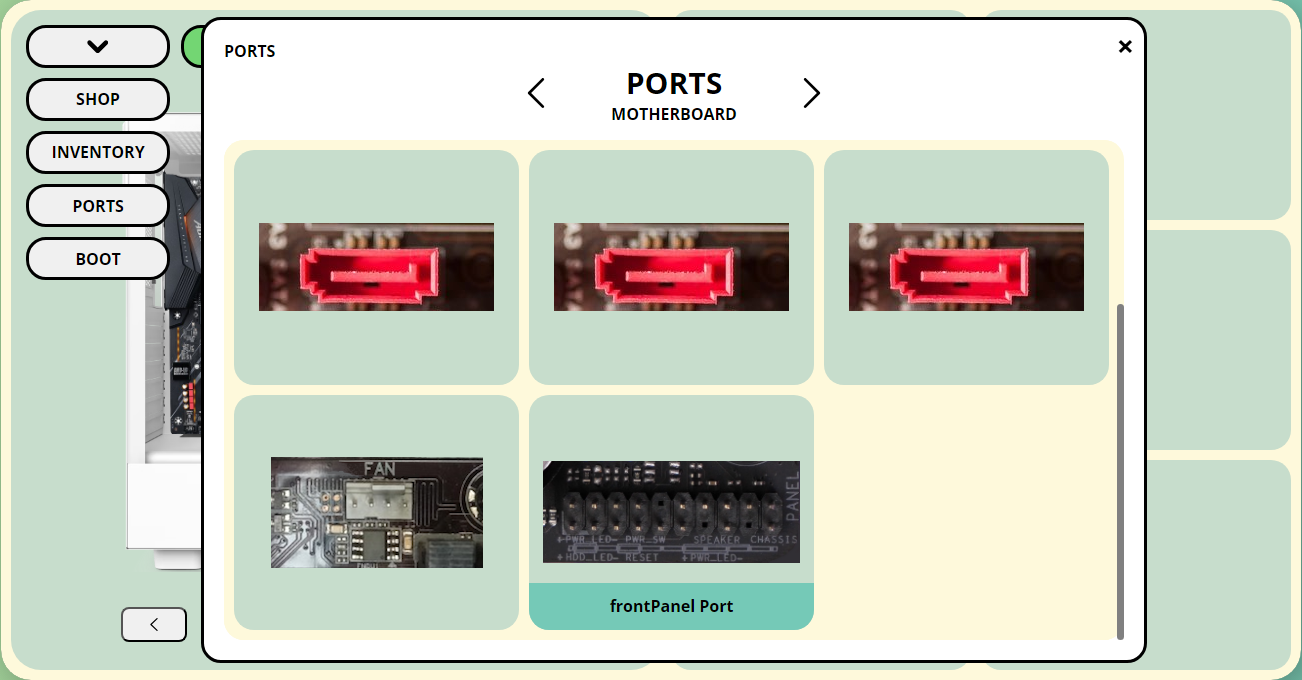 PORTS
PORTS
MOTHERBOARD
SHOP
INVENTORY
PORTS
BOOT
FAN
PANEL
+PWR_LED- PWR_SW SPEAKER CHASSIS
+HDD_LED- RESET +PWR_LED-
frontPanel Port